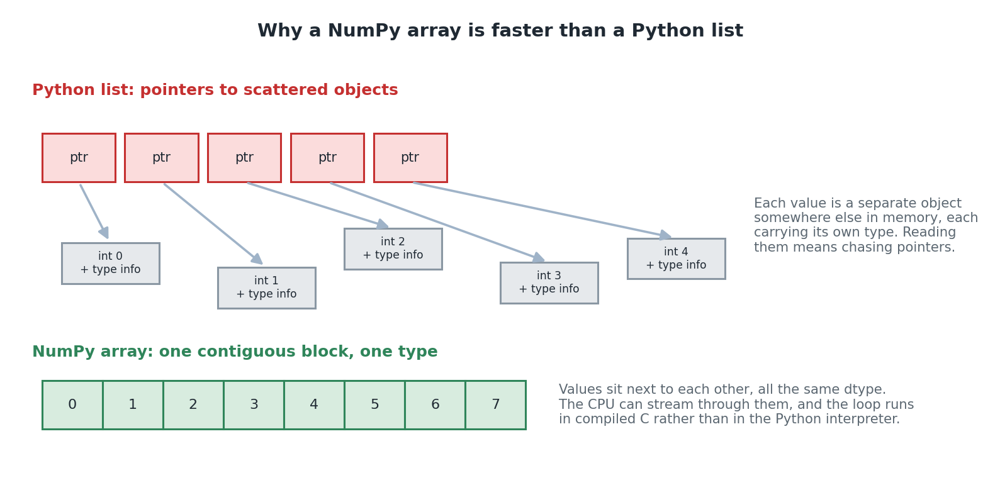 Why a NumPy array is faster than a Python list
Python list: pointers to scattered objects
ptr
ptr
ptr
ptr
ptr
Each value is a separate object
somewhere else in memory, each
carrying its own type. Reading
them means chasing pointers.
int 0
+ type info
int 1
+ type info
int 2
+ type info
int 3
+ type info
int 4
+ type info
NumPy array: one contiguous block, one type
0
1
2
3
4
5
6
7
Values sit next to each other, all the same dtype.
The CPU can stream through them, and the loop runs
in compiled C rather than in the Python interpreter.